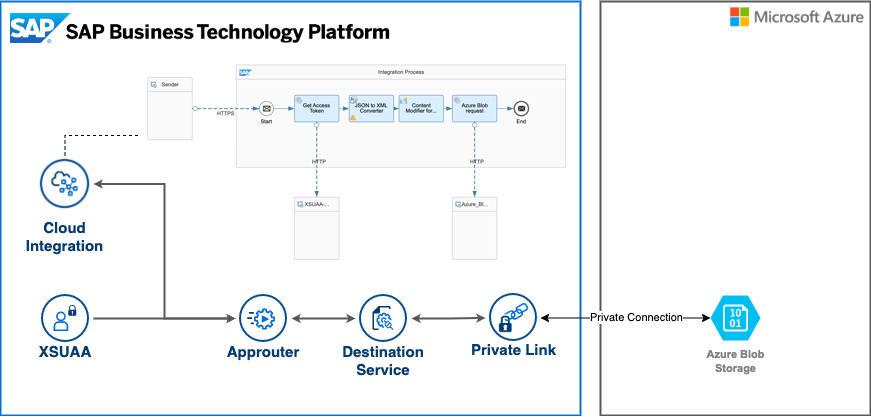 SAP
SAP Business Technology Platform
Microsoft Azure
SAP
Integration Process
Sender
HTTPS
Start
Get Access
Token
JSON to XML
Converter
Content
Modifier for...
Azure Blob
request
End
HTTP
HTTP
XSUAA-...
Azure_Bl...
Cloud
Integration
XSUAA
Approuter
Destination
Service
Private Link
Private Connection
10
01
Azure Blob
Storage